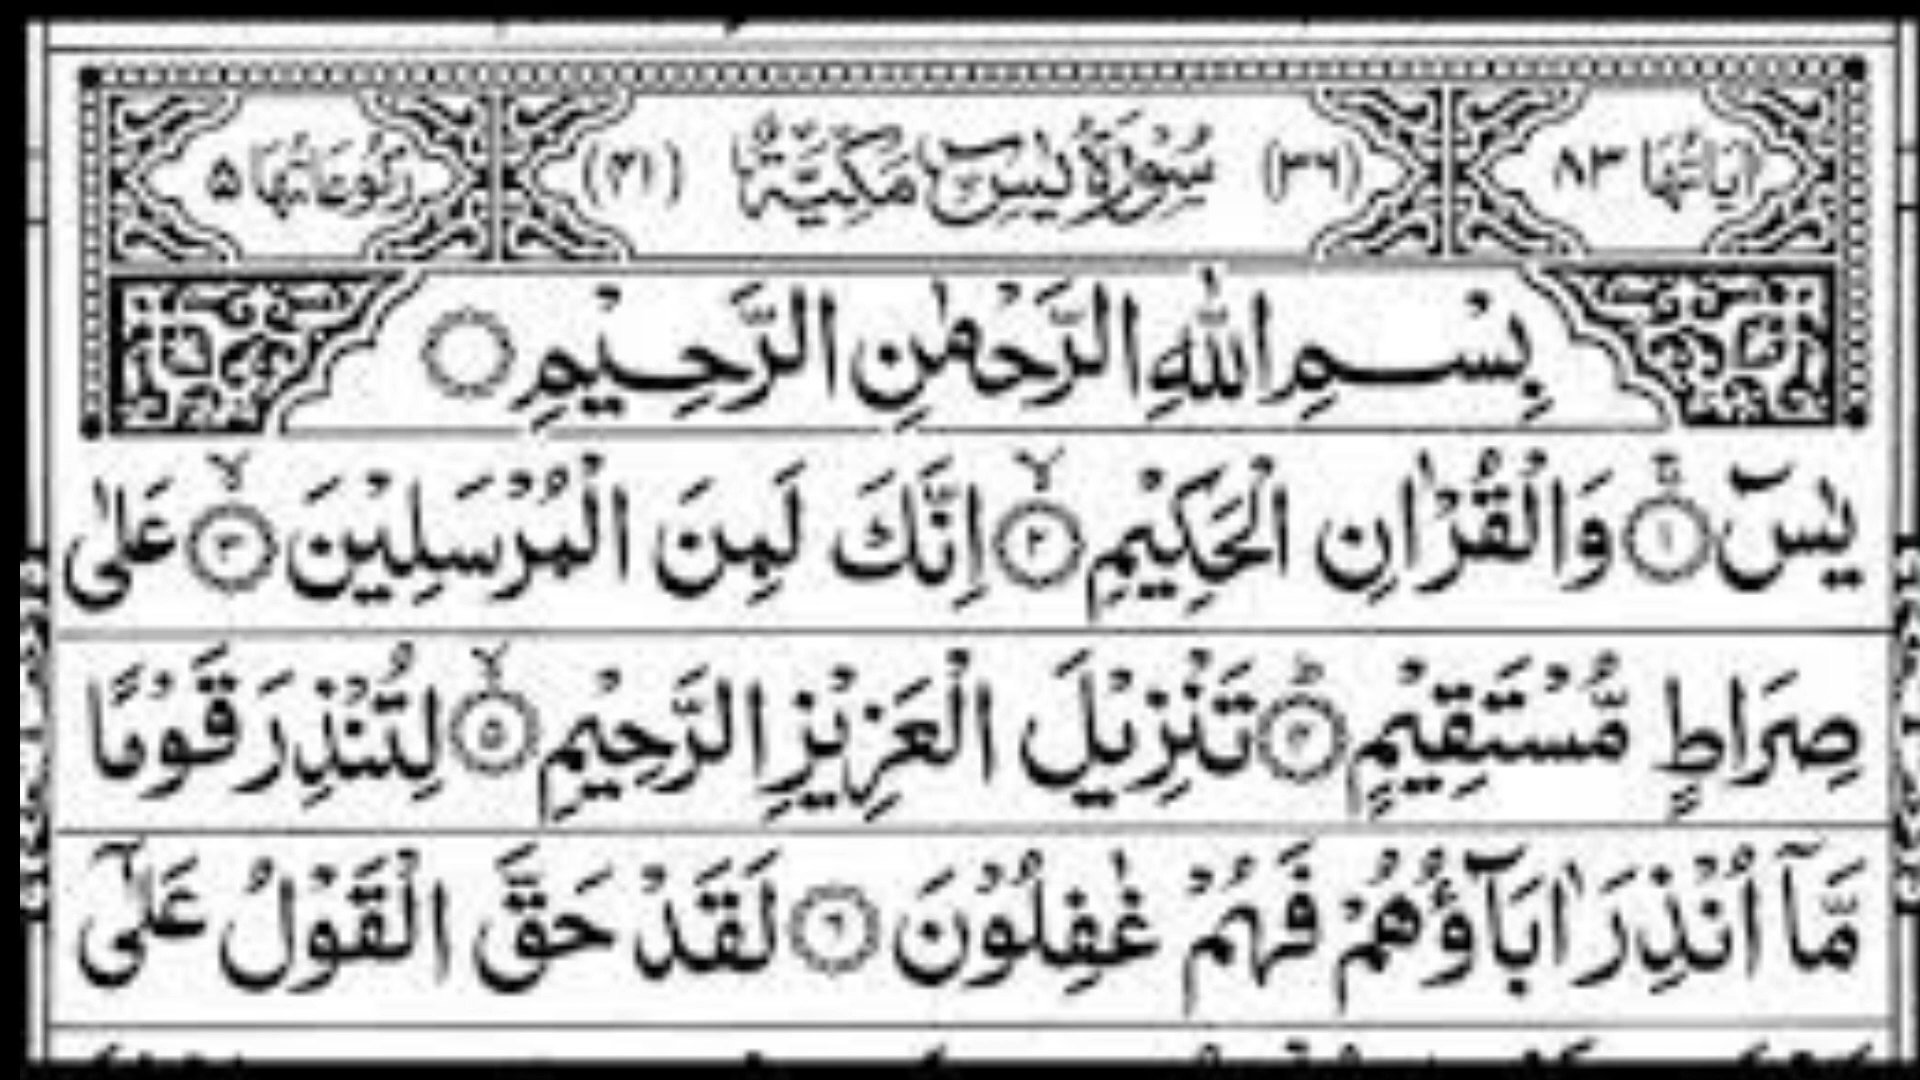 اٰيَاتُهَا ٨٣ (٣٦) سُوْرَةُ يٰسٓ مَكِّيَّةٌ (٤١) رُكُوْعَاتُهَا ٥
بِسْمِ اللّٰهِ الرَّحْمٰنِ الرَّحِيْمِ
يٰسٓ ۚ﴿١﴾ وَالْقُرْاٰنِ الْحَكِيْمِ ۙ﴿٢﴾ اِنَّكَ لَمِنَ الْمُرْسَلِيْنَ ۙ﴿٣﴾ عَلٰى
صِرَاطٍ مُّسْتَقِيْمٍ ؕ﴿٤﴾ تَنْزِيْلَ الْعَزِيْزِ الرَّحِيْمِ ۙ﴿٥﴾ لِتُنْذِرَ قَوْمًا
مَّاۤ اُنْذِرَ اٰبَآؤُهُمْ فَهُمْ غٰفِلُوْنَ ﴿٦﴾ لَقَدْ حَقَّ الْقَوْلُ عَلٰٓى